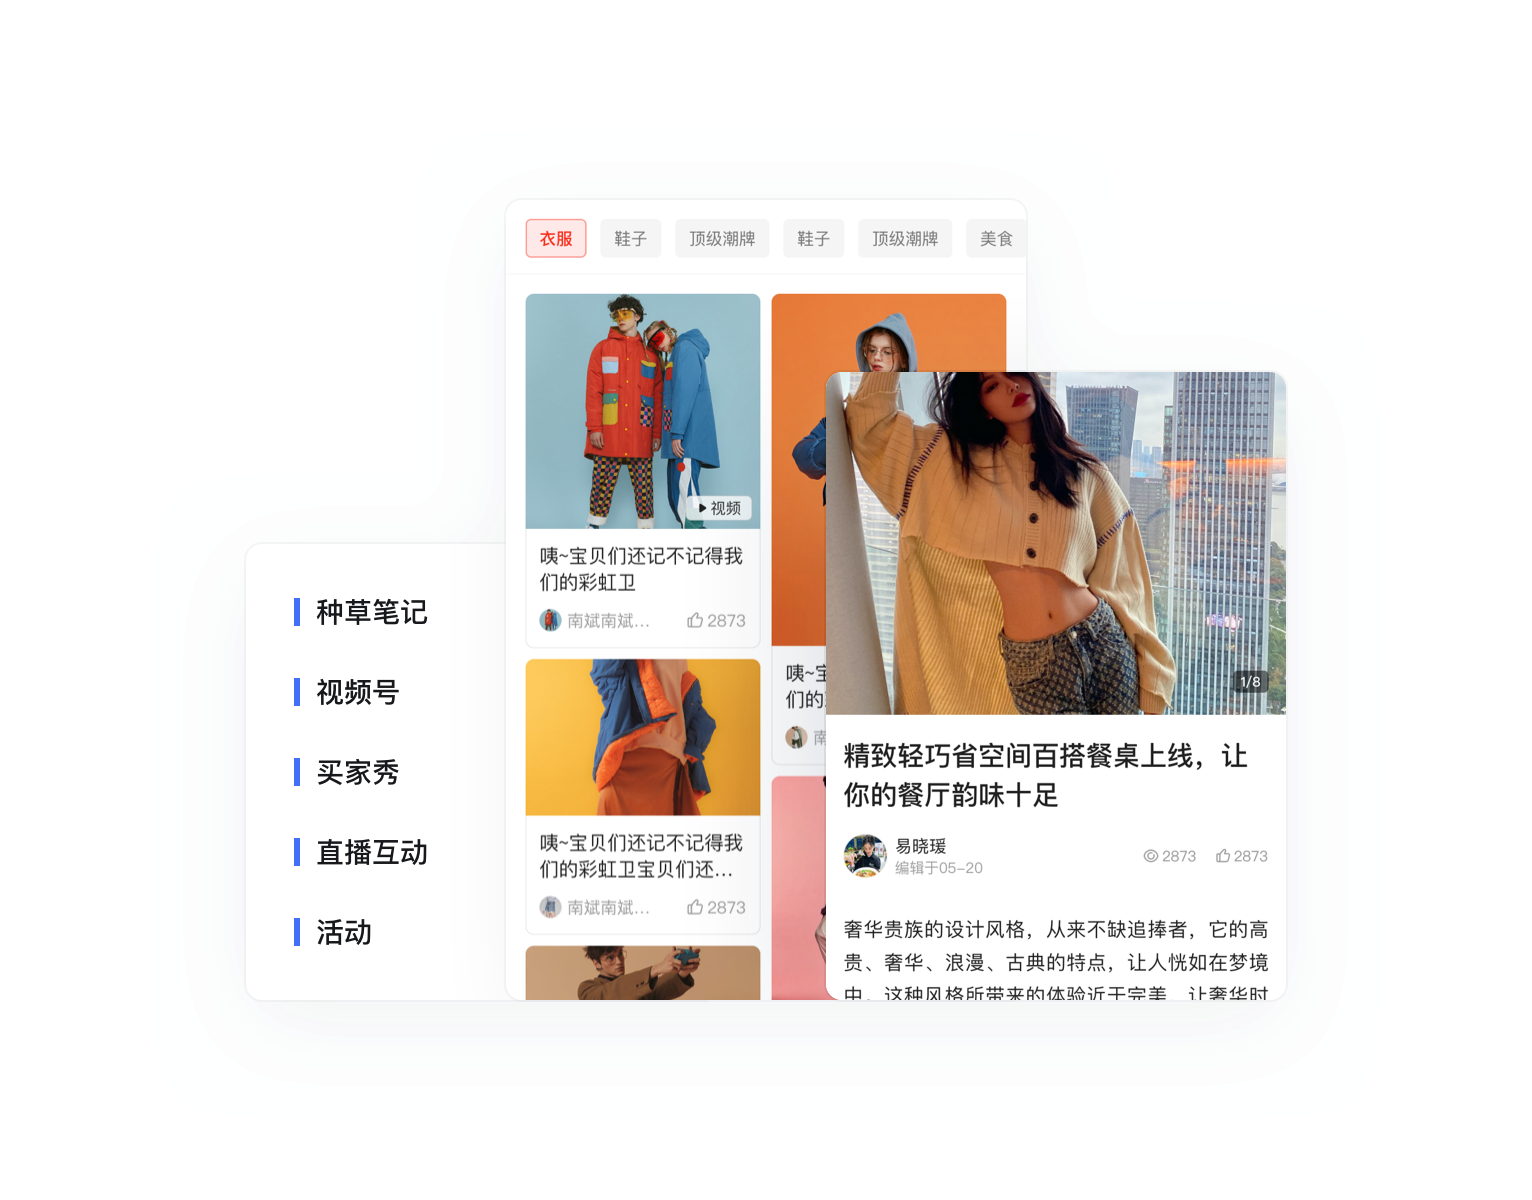 衣服
鞋子
顶级潮牌
鞋子
顶级潮牌
美食
视频
咦~宝贝们还记不记得我
们的彩虹卫
南斌南斌...
2873
咦~宝贝们还记不记得我
们的彩虹卫宝贝们还...
南斌南斌...
2873
咦~宝
们的
南
种草笔记
视频号
买家秀
直播互动
活动
1/8
精致轻巧省空间百搭餐桌上线，让
你的餐厅韵味十足
易晓瑗
编辑于05-20
2873
2873
奢华贵族的设计风格，从来不缺追捧者，它的高
贵、奢华、浪漫、古典的特点，让人恍如在梦境
中。这种风格所带来的体验近于完美，让奢华时